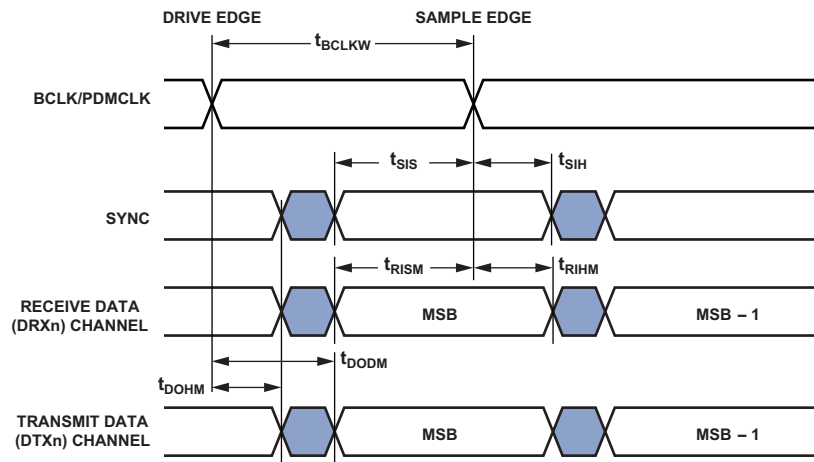 DRIVE EDGE
SAMPLE EDGE
tBCLKW
BCLK/PDMCLK
tSIS
tSIH
SYNC
tRISM
tRIHM
RECEIVE DATA
(DRXn) CHANNEL
MSB
MSB – 1
tDODM
tDOHM
TRANSMIT DATA
(DTXn) CHANNEL
MSB
MSB – 1